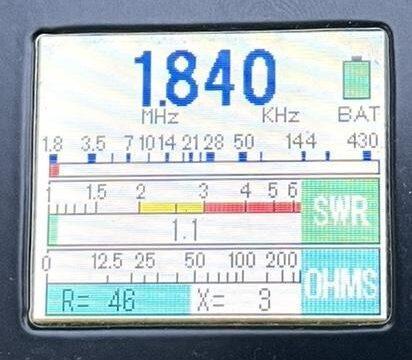 1.840
MHz KHz BAT
1.8 3.5 7 10 14 21 28 50 144 430
1 1.5 2 3 4 5 6 SWR
1.1
0 12.5 25 50 100 200 OHMS
R= 46 X= 3